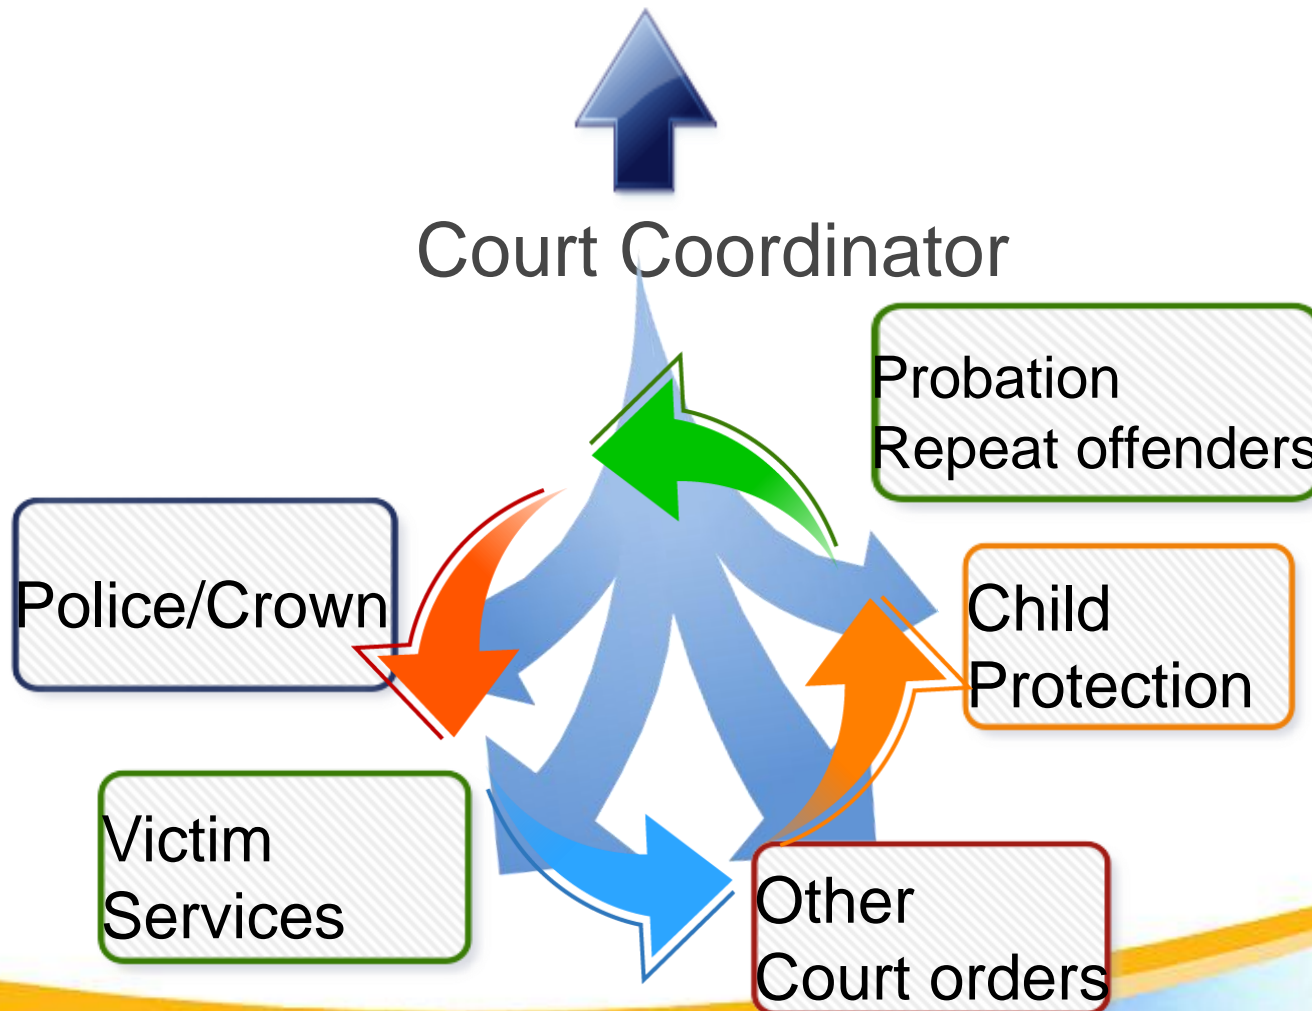 Court Coordinator
Probation
Repeat offenders
Police/Crown
Child
Protection
Victim
Services
Other
Court orders